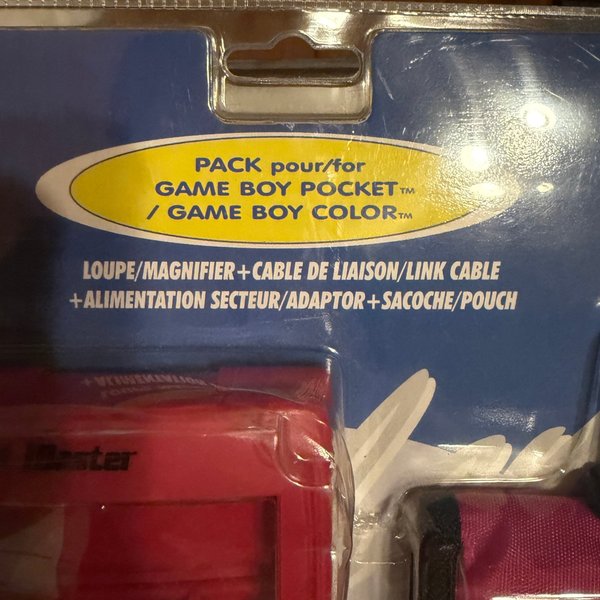 PACK pour/for
GAME BOY POCKET™
/ GAME BOY COLOR™
LOUPE/MAGNIFIER+CABLE DE LIAISON/LINK CABLE
+ALIMENTATION SECTEUR/ADAPTOR+SACOCHE/POUCH
+ALIMENTATION
Master